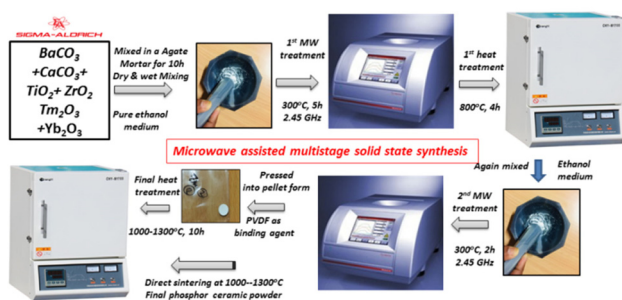 SIGMA-ALDRICH
BaCO3
+CaCO3+
TiO2+ ZrO2
Tm2O3
+Yb2O3
Mixed in a Agate
Mortar for 10h
Dry & wet Mixing
Pure ethanol
medium
1st MW
treatment
300°C, 5h
2.45 GHz
1st heat
treatment
800°C, 4h
Microwave assisted multistage solid state synthesis
Again mixed
Ethanol
medium
2nd MW
treatment
300°C, 2h
2.45 GHz
Pressed
into pellet form
PVDF as
binding agent
Final heat
treatment
1000-1300°C, 10h
Direct sintering at 1000--1300°C
Final phosphor ceramic powder